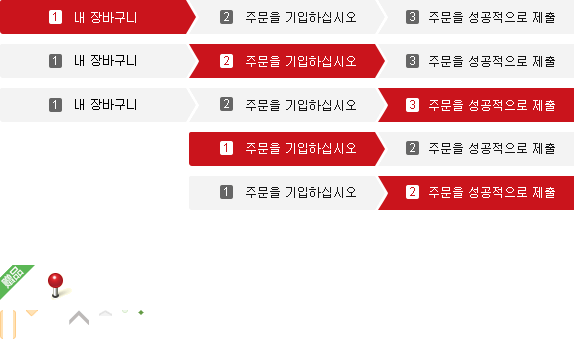 1 내 장바구니 2 주문을 기입하십시오 3 주문을 성공적으로 제출
1 내 장바구니 2 주문을 기입하십시오 3 주문을 성공적으로 제출
1 내 장바구니 2 주문을 기입하십시오 3 주문을 성공적으로 제출
1 주문을 기입하십시오 2 주문을 성공적으로 제출
1 주문을 기입하십시오 2 주문을 성공적으로 제출
赠品